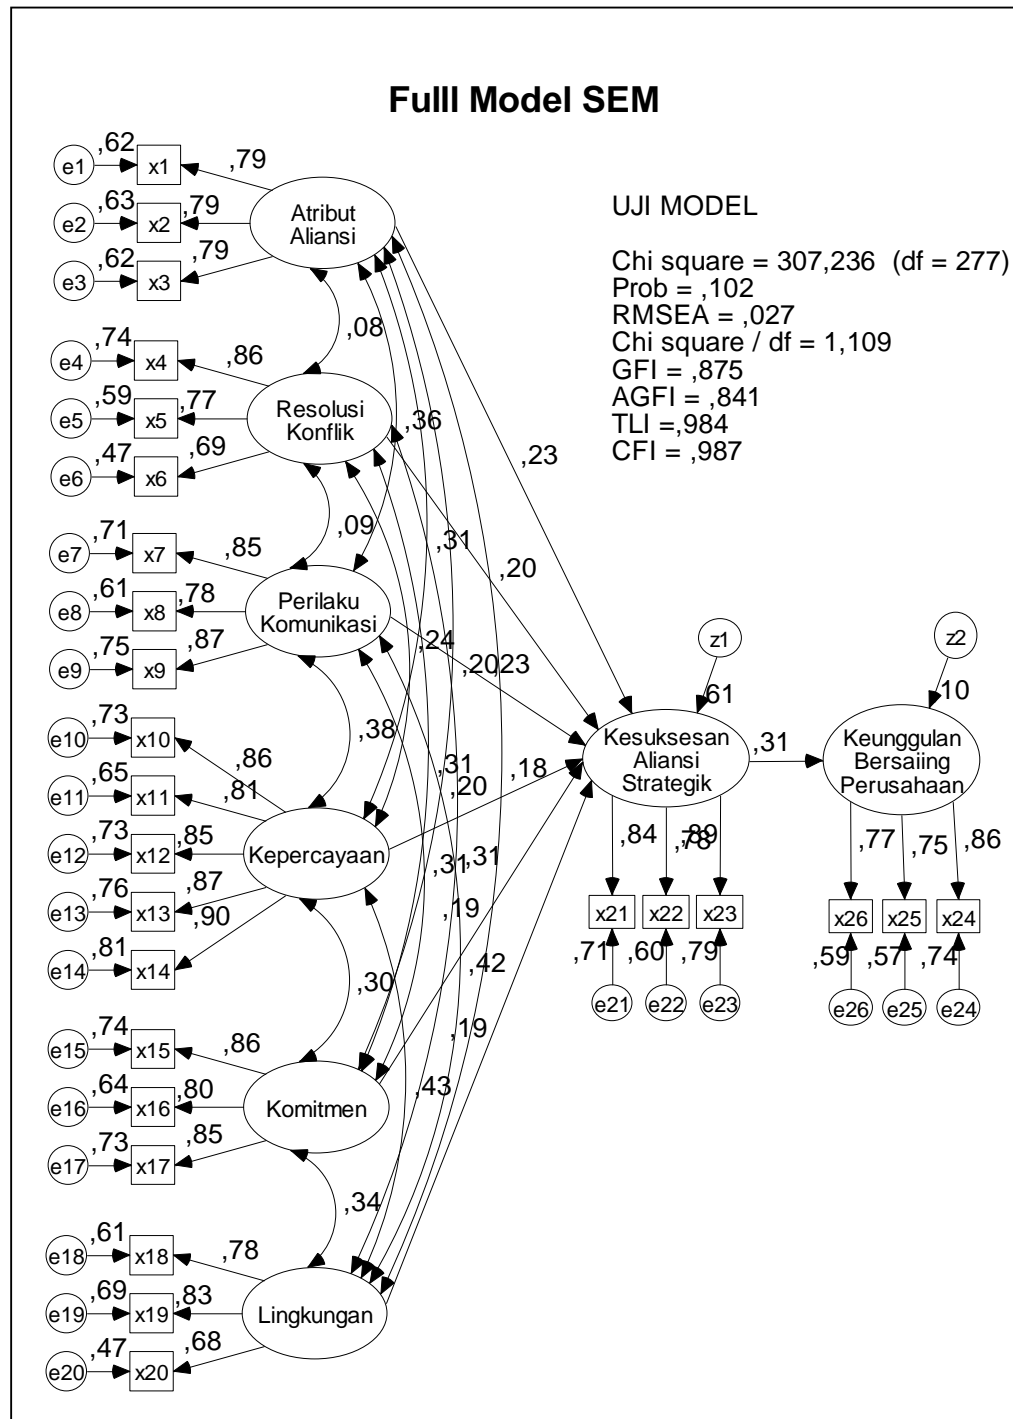 Fulll Model SEM
UJI MODEL
Chi square = 307,236 (df = 277)
Prob = ,102
RMSEA = ,027
Chi square / df = 1,109
GFI = ,875
AGFI = ,841
TLI =,984
CFI = ,987
e1 ,62 x1 ,79
e2 ,63 x2 ,79
e3 ,62 x3 ,79
Atribut
Aliansi
,08
e4 ,74 x4 ,86
e5 ,59 x5 ,77
e6 ,47 x6 ,69
Resolusi
Konflik
,36
,23
,09
,31
,20
e7 ,71 x7 ,85
e8 ,61 x8 ,78
e9 ,75 x9 ,87
Perilaku
Komunikasi
,24
,20
,23
z1
z2
,38
,31
,20
,18
,61
,10
e10 ,73 x10 ,86
e11 ,65 x11 ,81
e12 ,73 x12 ,85
e13 ,76 x13 ,87
e14 ,81 x14 ,90
Kepercayaan
Kesuksesan
Aliansi
Strategik
,31
Keunggulan
Bersaiing
Perusahaan
,84
,78
,89
,77
,75
,86
x21 x22 x23
x26 x25 x24
,71 ,60 ,79
,59 ,57 ,74
e21 e22 e23
e26 e25 e24
,31
,31
,19
,42
,30
,19
e15 ,74 x15 ,86
e16 ,64 x16 ,80
e17 ,73 x17 ,85
Komitmen
,43
,34
e18 ,61 x18 ,78
e19 ,69 x19 ,83
e20 ,47 x20 ,68
Lingkungan